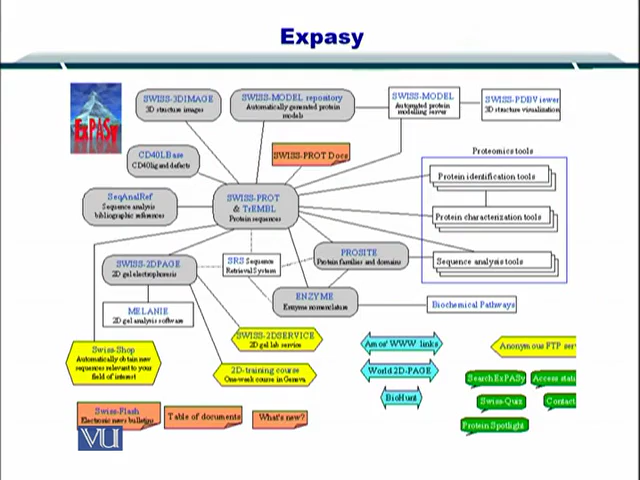 Expasy
ExPASy
SWISS-3DIMAGE
3D structure images
SWISS-MODEL repository
Automatically generated protein
models
SWISS-MODEL
Automated protein
modelling server
SWISS-PDBViewer
3D structure visualization
CD40LBase
CD40ligand defects
SWISS-PROT Docs
Proteomics tools
Protein identification tools
SeqAnalRef
Sequence analysis
bibliographic references
SWISS-PROT
& TrEMBL
Protein sequences
Protein characterization tools
SWISS-2DPAGE
2D gel electrophoresis
SRS Sequence
Retrieval System
PROSITE
Protein families and domains
Sequence analysis tools
MELANIE
2D gel analysis software
ENZYME
Enzyme nomenclature
Biochemical Pathways
Swiss-Shop
Automatically obtain new
sequences relevant to your
field of interest
SWISS-2DSERVICE
2D gel lab service
2D-training course
One-week course in Geneva
Amos' WWW links
World 2D-PAGE
BioHunt
Anonymous FTP serv
Search ExPASy
Access stati
Swiss-Quiz
Contact
Protein Spotlight
Swiss-Flash
Electronic news bulletins
Table of documents
What's new?
VU